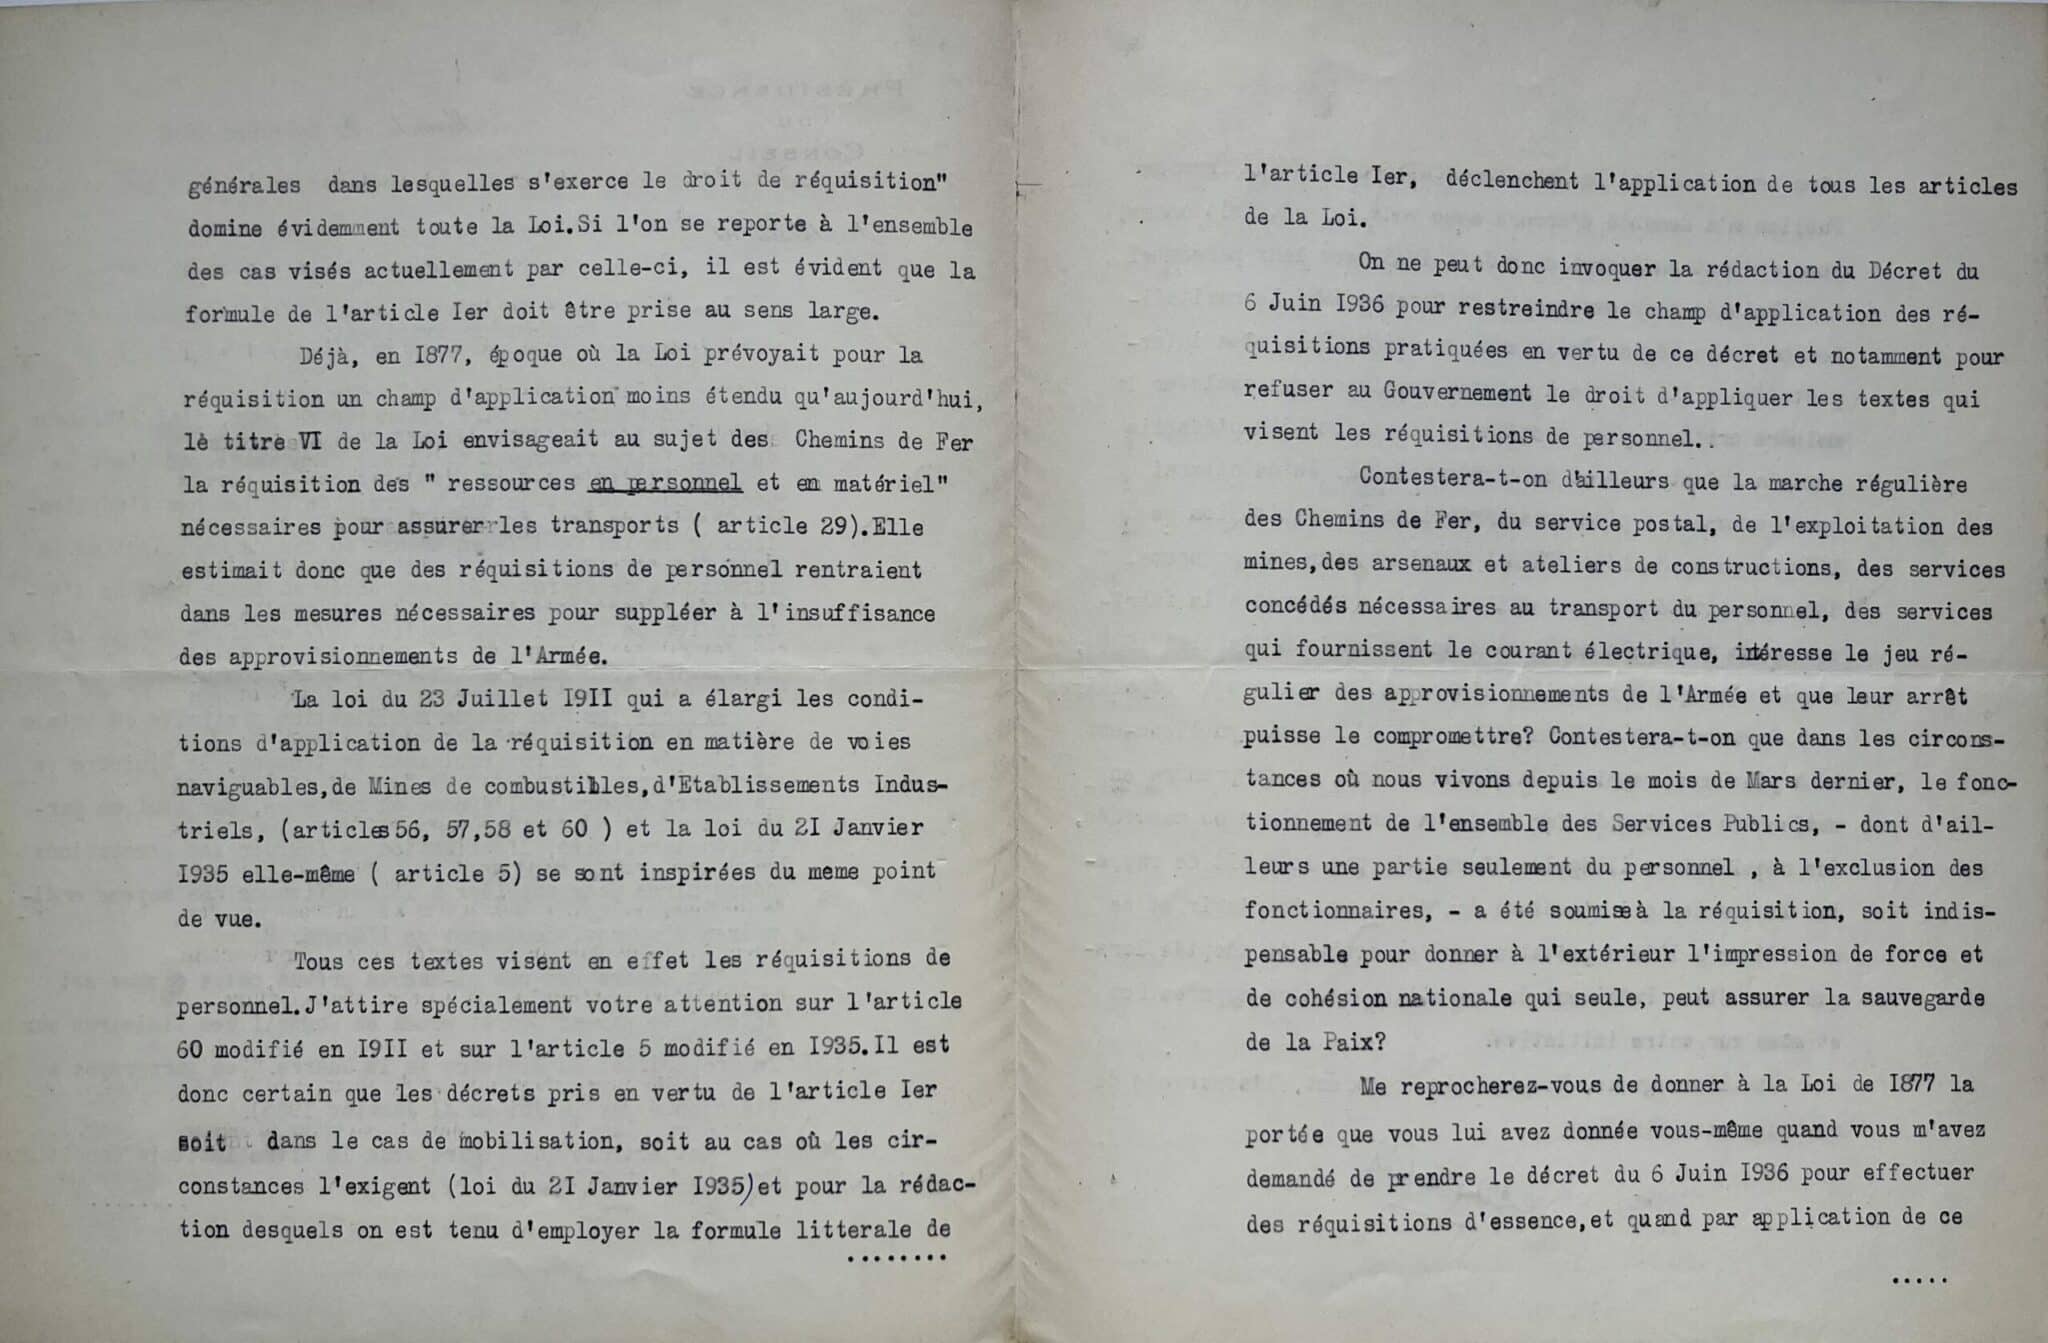 générales dans lesquelles s'exerce le droit de réquisition"
domine évidemment toute la Loi.Si l'on se reporte à l'ensemble
des cas visés actuellement par celle-ci, il est évident que la
formule de l'article Ier doit être prise au sens large.
Déjà, en 1877, époque où la Loi prévoyait pour la
réquisition un champ d'application moins étendu qu'aujourd'hui,
le titre VI de la Loi envisageait au sujet des Chemins de Fer
la réquisition des " ressources en personnel et en matériel"
nécessaires pour assurer les transports ( article 29).Elle
estimait donc que des réquisitions de personnel rentraient
dans les mesures nécessaires pour suppléer à l'insuffisance
des approvisionnements de l'Armée.
La loi du 23 Juillet 1911 qui a élargi les condi-
tions d'application de la réquisition en matière de voies
naviguables,de Mines de combustibles,d'Etablissements Indus-
triels, (articles 56, 57,58 et 60 ) et la loi du 21 Janvier
1935 elle-même ( article 5) se sont inspirées du meme point
de vue.
Tous ces textes visent en effet les réquisitions de
personnel.J'attire spécialement votre attention sur l'article
60 modifié en 1911 et sur l'article 5 modifié en 1935.Il est
donc certain que les décrets pris en vertu de l'article Ier
soit dans le cas de mobilisation, soit au cas où les cir-
constances l'exigent (loi du 21 Janvier 1935)et pour la rédac-
tion desquels on est tenu d'employer la formule litterale de
........
l'article Ier, déclenchent l'application de tous les articles
de la Loi.
On ne peut donc invoquer la rédaction du Décret du
6 Juin 1936 pour restreindre le champ d'application des ré-
quisitions pratiquées en vertu de ce décret et notamment pour
refuser au Gouvernement le droit d'appliquer les textes qui
visent les réquisitions de personnel..
Contestera-t-on d'ailleurs que la marche régulière
des Chemins de Fer, du service postal, de l'exploitation des
mines,des arsenaux et ateliers de constructions, des services
concédés nécessaires au transport du personnel, des services
qui fournissent le courant électrique, intéresse le jeu ré-
gulier des approvisionnements de l'Armée et que leur arrêt
puisse le compromettre? Contestera-t-on que dans les circons-
tances où nous vivons depuis le mois de Mars dernier, le fonc-
tionnement de l'ensemble des Services Publics, - dont d'ail-
leurs une partie seulement du personnel , à l'exclusion des
fonctionnaires, - a été soumise à la réquisition, soit indis-
pensable pour donner à l'extérieur l'impression de force et
de cohésion nationale qui seule, peut assurer la sauvegarde
de la Paix?
Me reprocherez-vous de donner à la Loi de 1877 la
portée que vous lui avez donnée vous-même quand vous m'avez
demandé de prendre le décret du 6 Juin 1936 pour effectuer
des réquisitions d'essence,et quand par application de ce
.....